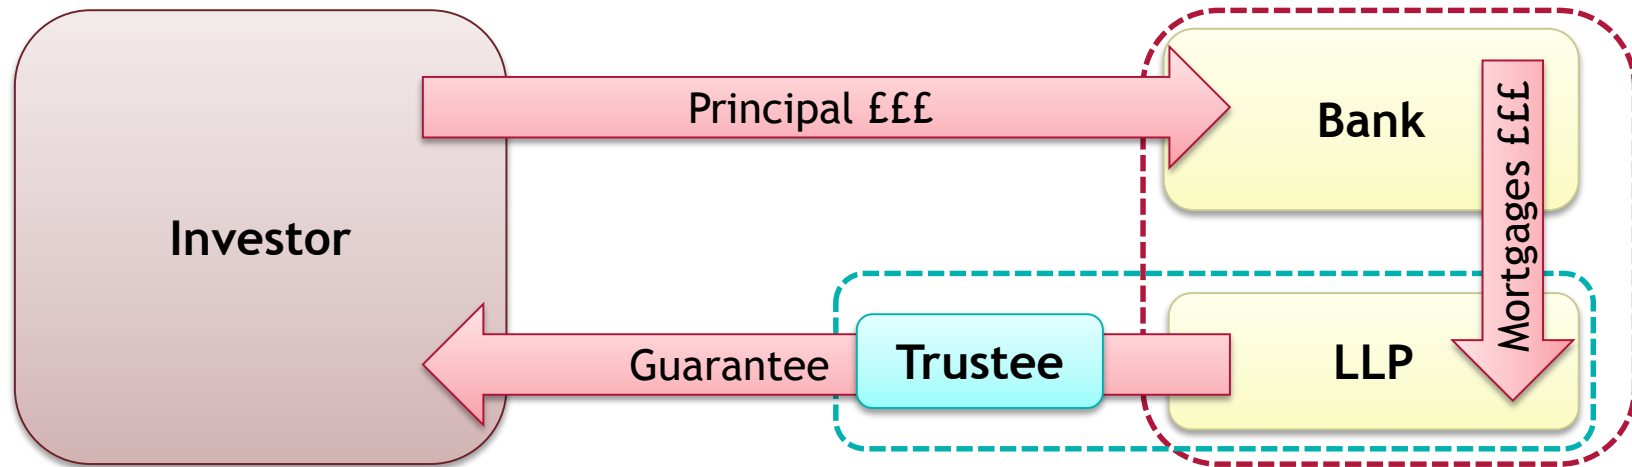 Principal £££
Bank
Mortgages £££
Investor
Guarantee
Trustee
LLP